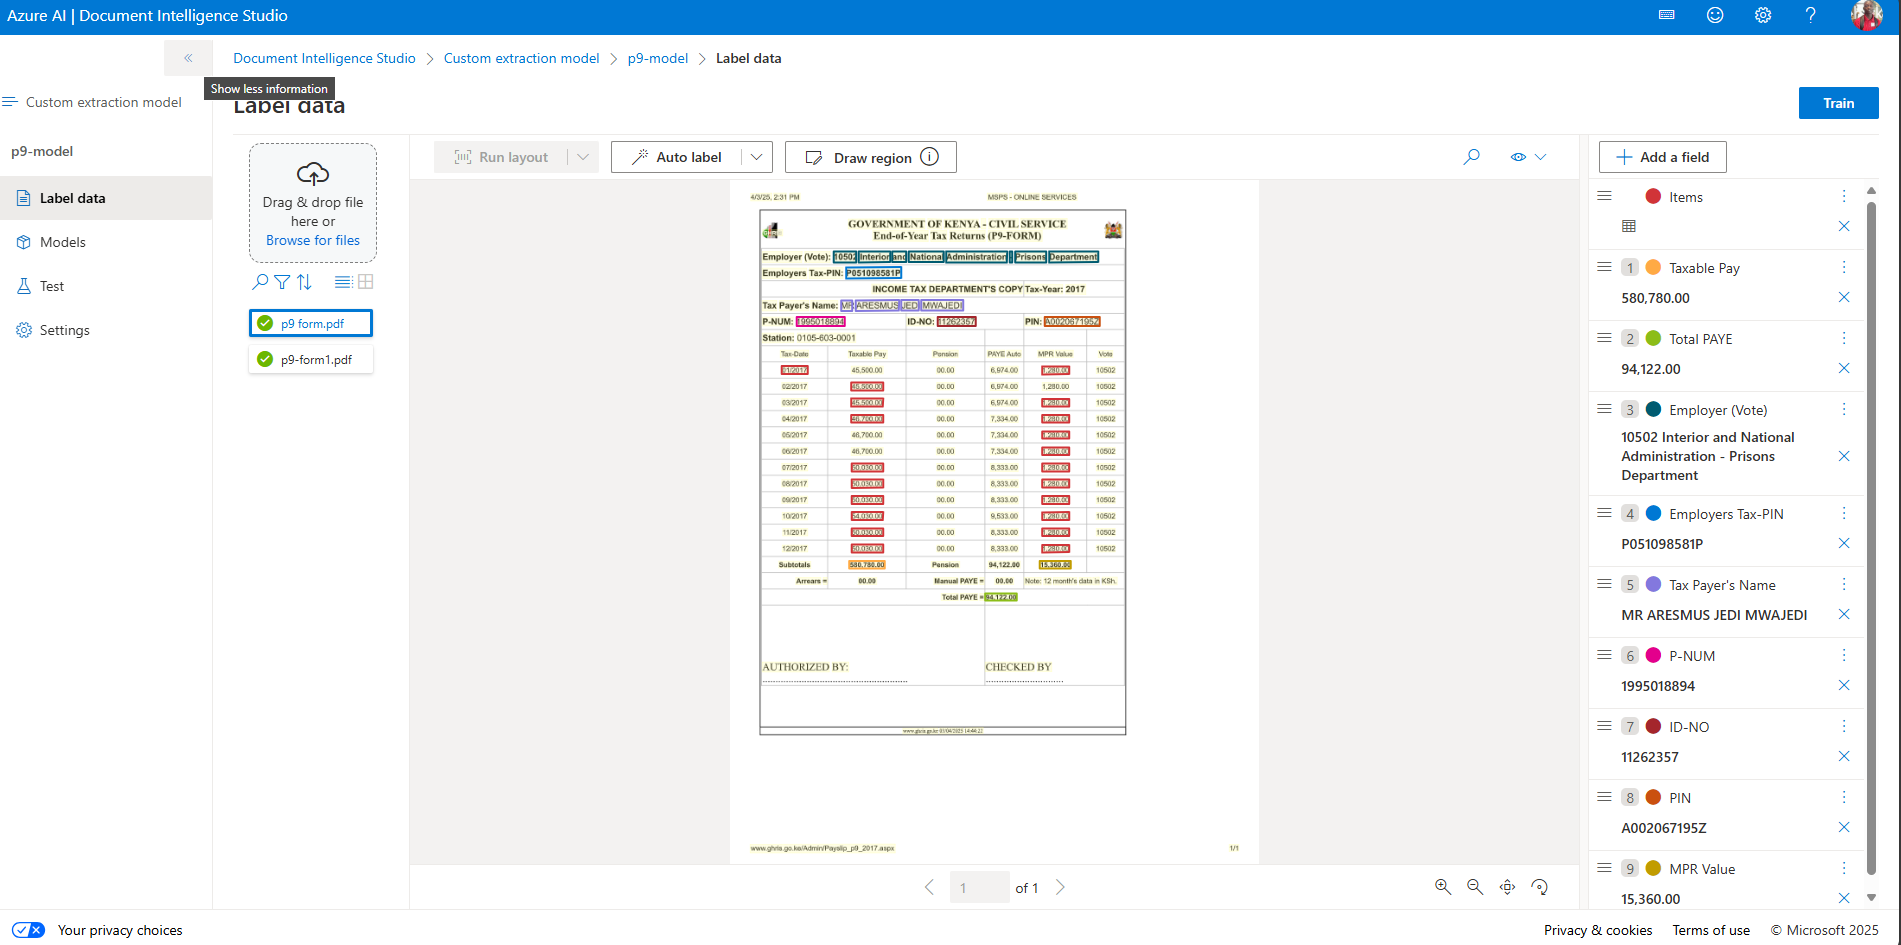 Azure AI | Document Intelligence Studio
Document Intelligence Studio > Custom extraction model > p9-model > Label data
Show less information
Label data
Train
Custom extraction model
p9-model
Label data
Models
Test
Settings
Drag & drop file
here or
Browse for files
p9 form.pdf
p9-form1.pdf
Run layout
Auto label
Draw region
4/3/25, 2:31 PM MSPS - ONLINE SERVICES
GOVERNMENT OF KENYA - CIVIL SERVICE
End-of-Year Tax Returns (P9-FORM)
Employer (Vote): 10502 Interior and National Administration - Prisons Department
Employers Tax-PIN: P051098581P
INCOME TAX DEPARTMENT'S COPY Tax-Year: 2017
Tax Payer's Name: MR ARESMUS JEDI MWAJEDI
P-NUM: 1995018894 ID-NO: 11262357 PIN: A002067195Z
Station: 0105-603-0001
Tax-Date Taxable Pay Pension PAYE Auto MPR Value Vote
01/2017 45,500.00 00.00 6,974.00 1,280.00 10502
02/2017 45,500.00 00.00 6,974.00 1,280.00 10502
03/2017 45,500.00 00.00 6,974.00 1,280.00 10502
04/2017 46,700.00 00.00 7,334.00 1,280.00 10502
05/2017 46,700.00 00.00 7,334.00 1,280.00 10502
06/2017 46,700.00 00.00 7,334.00 1,280.00 10502
07/2017 50,030.00 00.00 8,333.00 1,280.00 10502
08/2017 50,030.00 00.00 8,333.00 1,280.00 10502
09/2017 50,030.00 00.00 8,333.00 1,280.00 10502
10/2017 54,030.00 00.00 9,533.00 1,280.00 10502
11/2017 50,030.00 00.00 8,333.00 1,280.00 10502
12/2017 50,030.00 00.00 8,333.00 1,280.00 10502
Subtotals 580,780.00 Pension 94,122.00 15,360.00
Arrears = 00.00 Manual PAYE = 00.00 Note: 12 month's data in KSh.
Total PAYE = 94,122.00
AUTHORIZED BY: CHECKED BY
www.ghris.go.ke 03/04/2025 14:46:22
www.ghris.go.ke/Admin/Payslip_p9_2017.aspx 1/1
1 of 1
Add a field
Items
1 Taxable Pay
580,780.00
2 Total PAYE
94,122.00
3 Employer (Vote)
10502 Interior and National
Administration - Prisons
Department
4 Employers Tax-PIN
P051098581P
5 Tax Payer's Name
MR ARESMUS JEDI MWAJEDI
6 P-NUM
1995018894
7 ID-NO
11262357
8 PIN
A002067195Z
9 MPR Value
15,360.00
Your privacy choices
Privacy & cookies Terms of use © Microsoft 2025